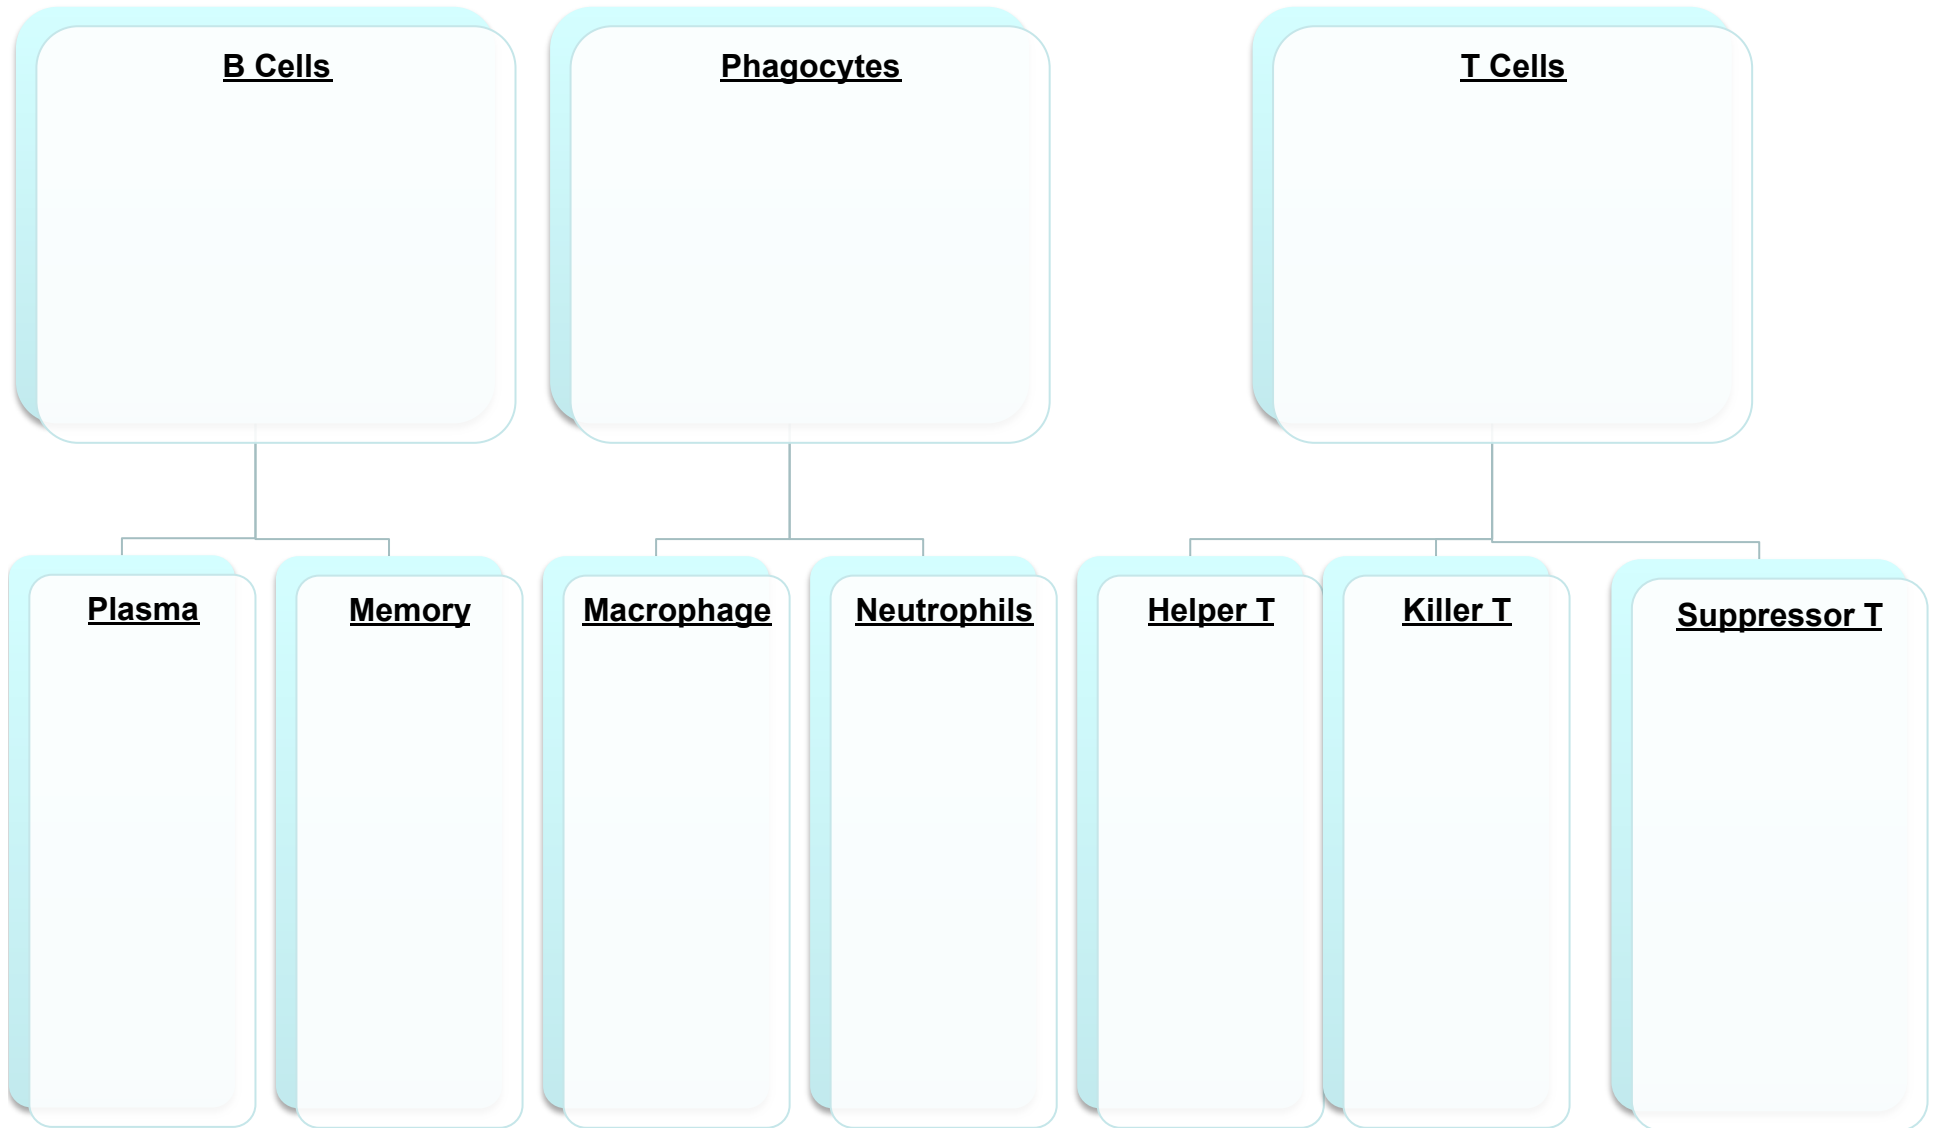 B Cells
Phagocytes
T Cells
Plasma
Memory
Macrophage
Neutrophils
Helper T
Killer T
Suppressor T